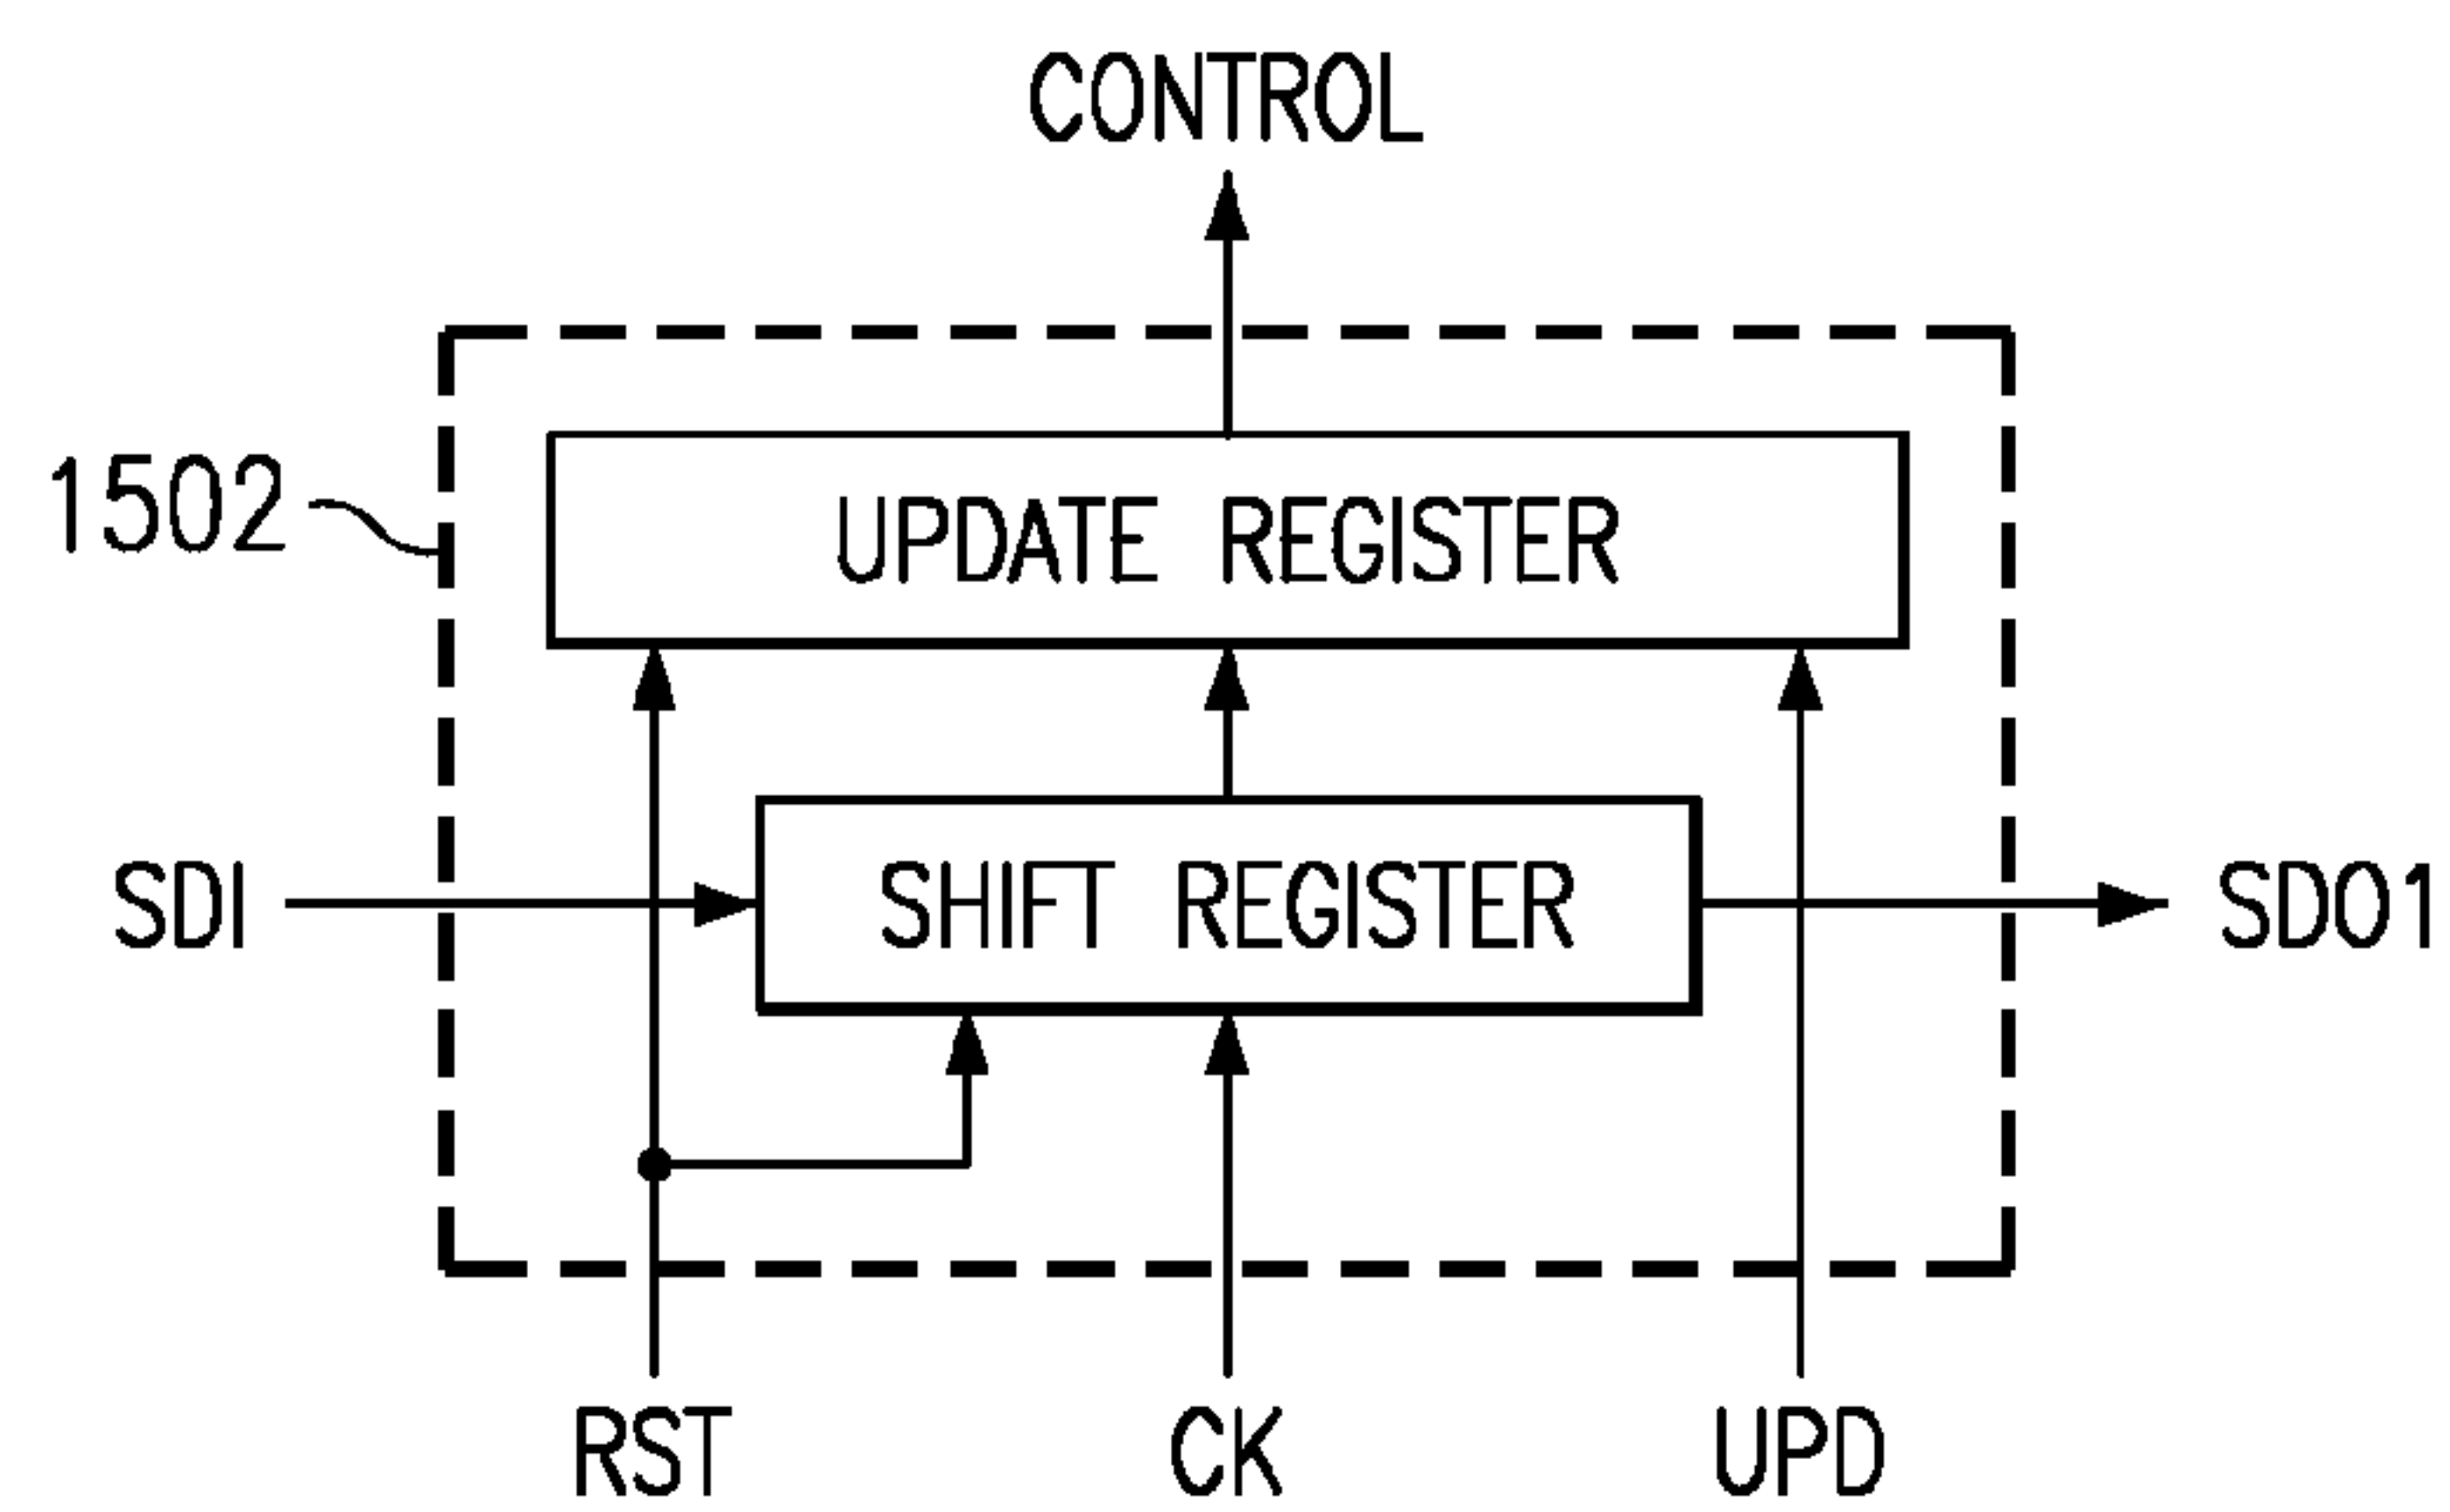 CONTROL
1502
UPDATE REGISTER
SDI
SHIFT REGISTER
SDO1
RST
CK
UPD